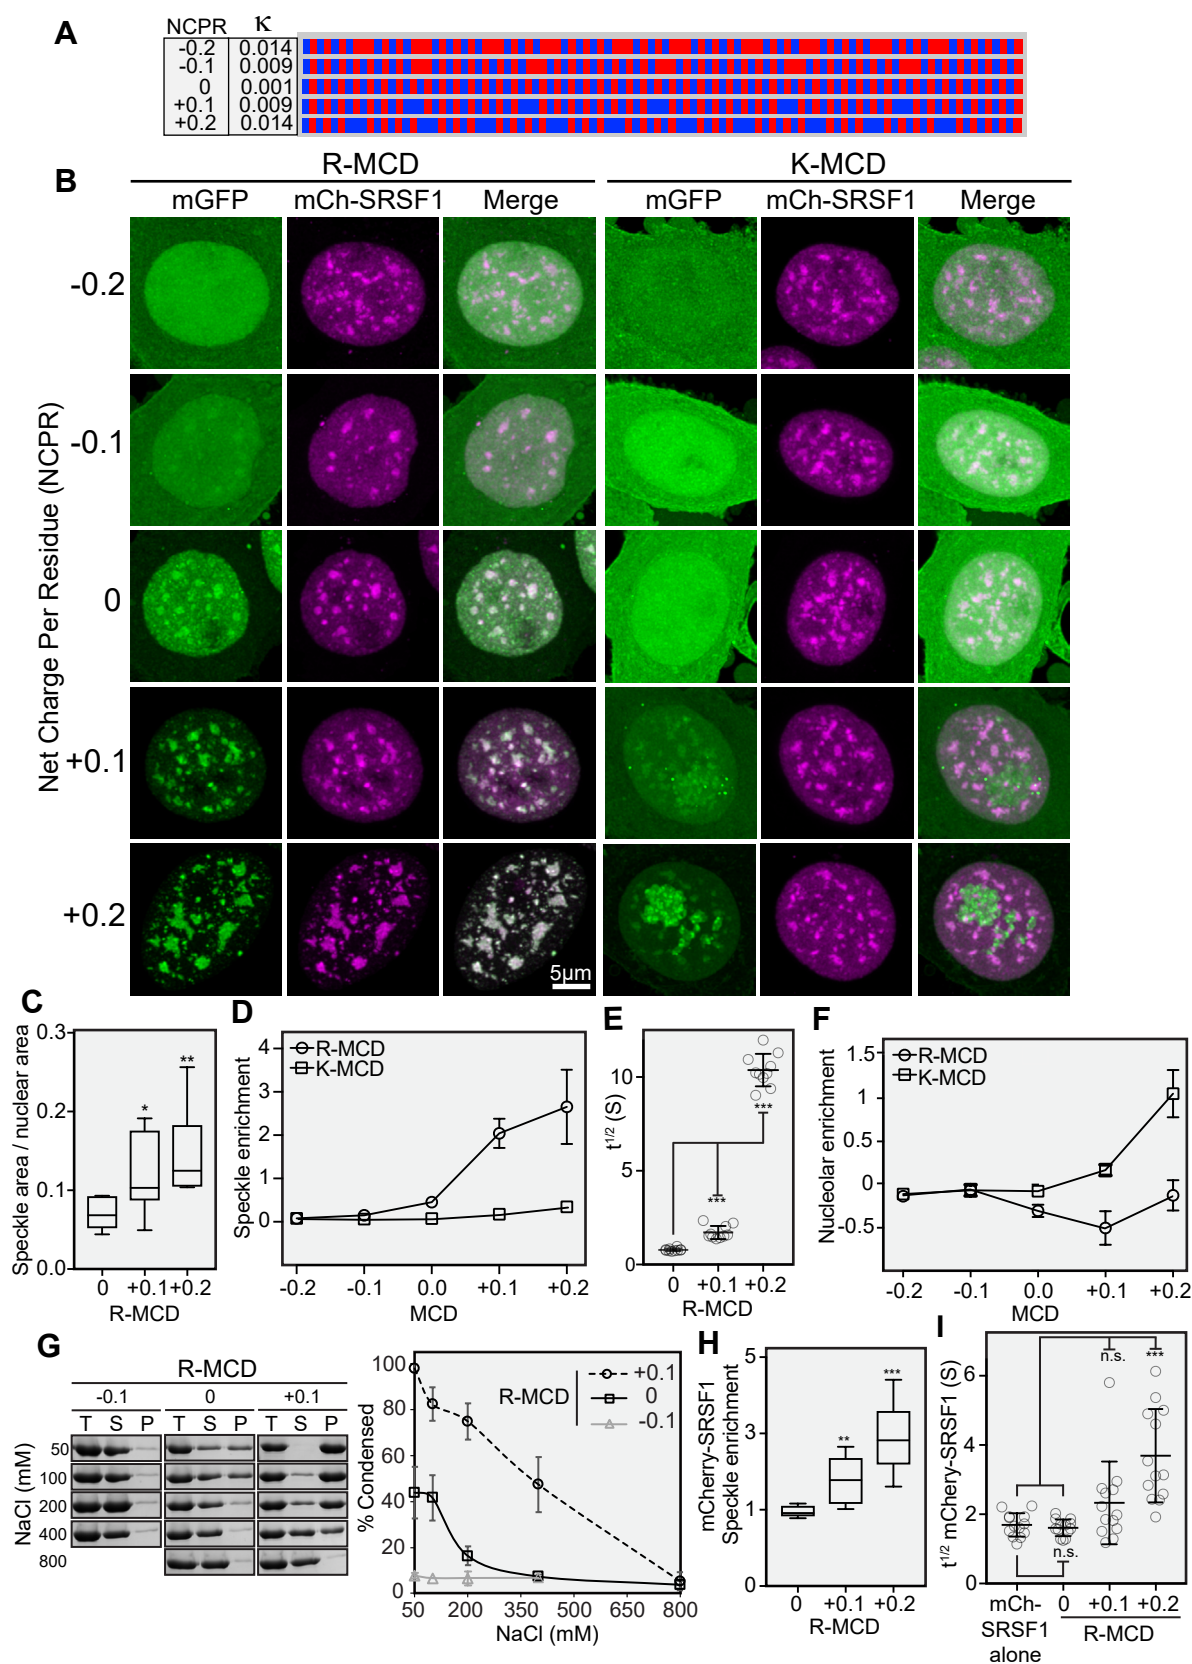 A
NCPR κ
-0.2 0.014
-0.1 0.009
0 0.001
+0.1 0.009
+0.2 0.014
B
R-MCD K-MCD
mGFP mCh-SRSF1 Merge mGFP mCh-SRSF1 Merge
Net Charge Per Residue (NCPR)
-0.2
-0.1
0
+0.1
+0.2
5µm
C
Speckle area / nuclear area
0.3
0.2
0.1
0.0
* **
0 +0.1 +0.2
R-MCD
D
Speckle enrichment
4
3
2
1
0
R-MCD
K-MCD
-0.2 -0.1 0.0 +0.1 +0.2
MCD
E
t1/2 (S)
10
5
0
***
***
0 +0.1 +0.2
R-MCD
F
Nucleolar enrichment
1.5
1.0
0.5
0
-0.5
R-MCD
K-MCD
-0.2 -0.1 0.0 +0.1 +0.2
MCD
G
R-MCD
-0.1 0 +0.1
T S P T S P T S P
NaCl (mM)
50
100
200
400
800
% Condensed
100
80
60
40
20
0
R-MCD
+0.1
0
-0.1
50 200 350 500 650 800
NaCl (mM)
H
mCherry-SRSF1
Speckle enrichment
5
3
1
0
** ***
0 +0.1 +0.2
R-MCD
I
t1/2 mCherry-SRSF1 (S)
6
4
2
0
n.s. ***
n.s.
mCh-
SRSF1
alone
0 +0.1 +0.2
R-MCD